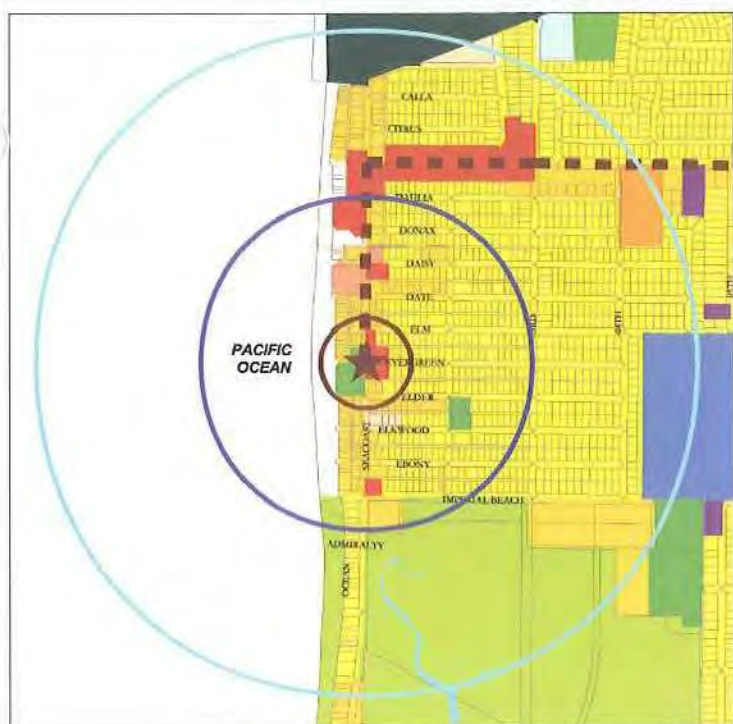 CALLA
CITRUS
DAHLIA
DONAX
DAISY
DATE
ELM
PACIFIC
OCEAN
EVERGREEN
ELDER
ELKWOOD
SEACOAST
EBONY
IMPERIAL BEACH
ADMIRALTY
OCEAN